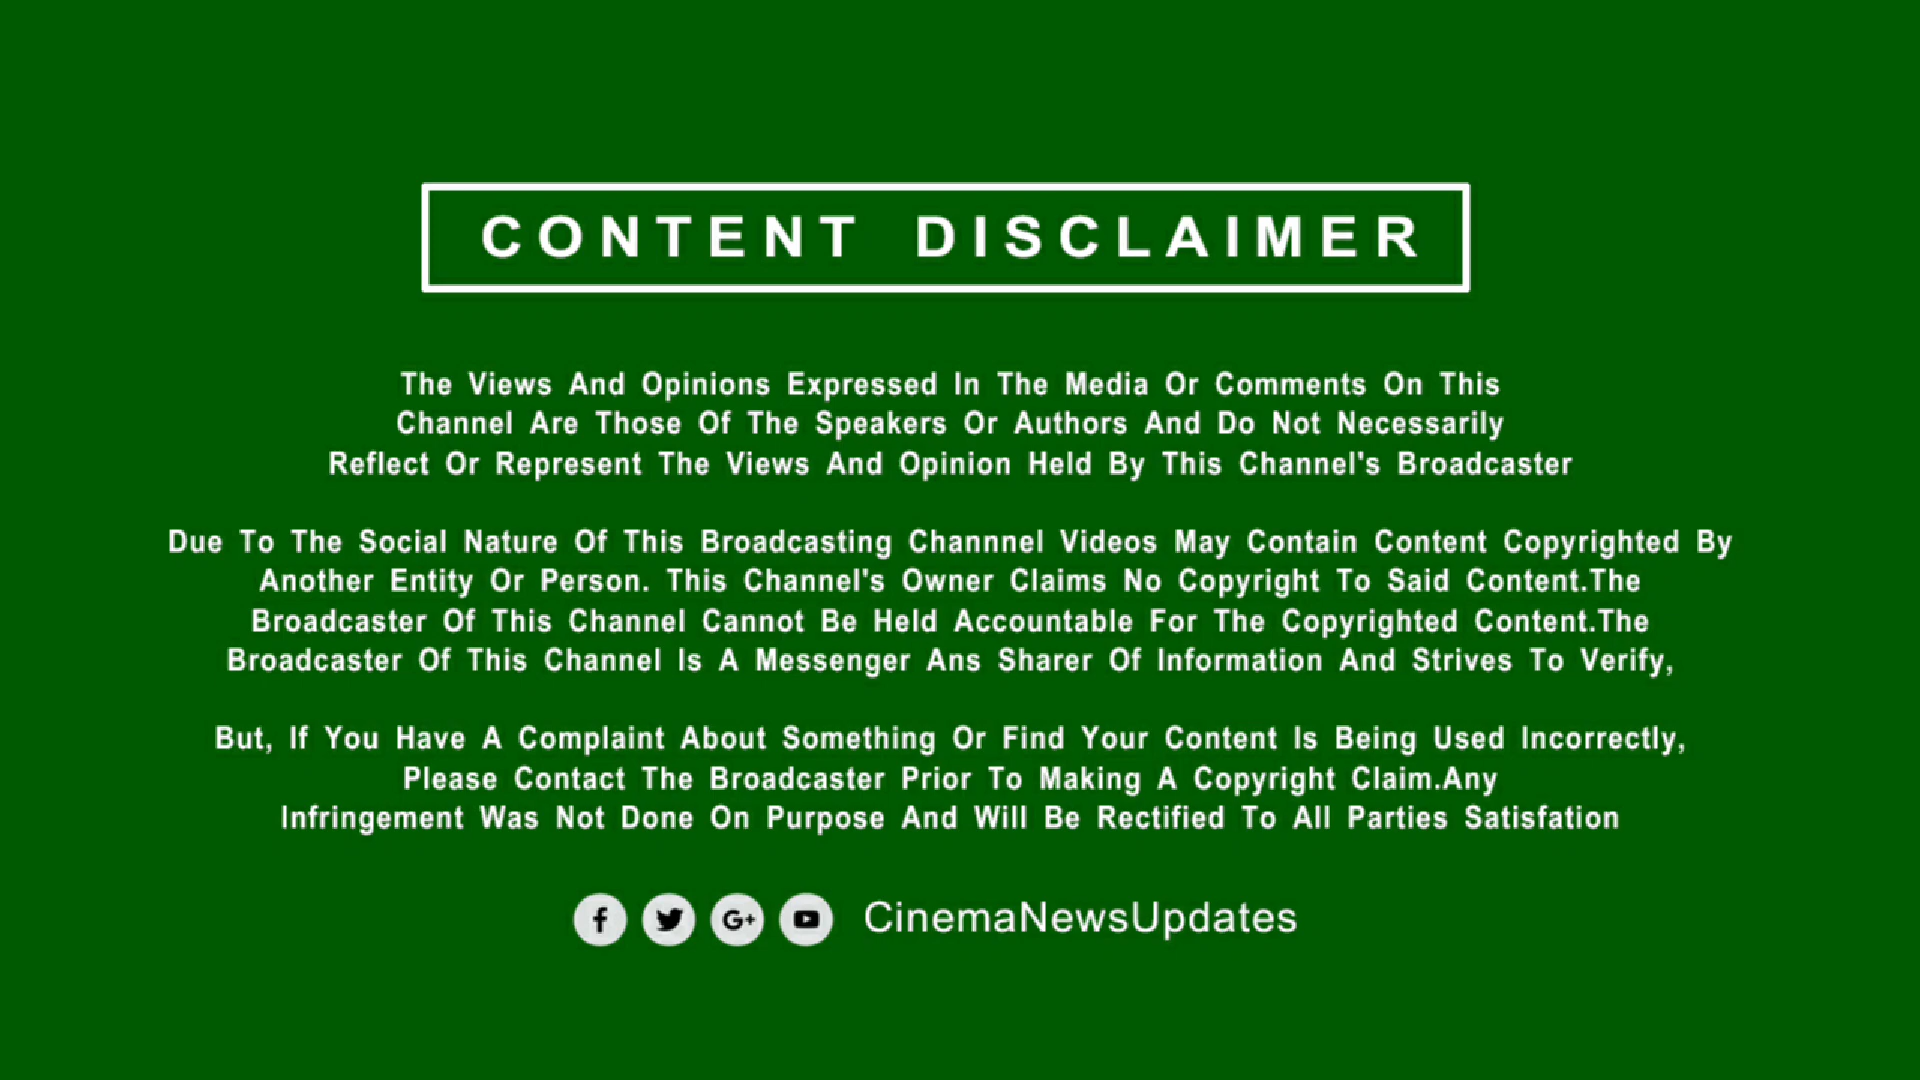 CONTENT DISCLAIMER
The Views And Opinions Expressed In The Media Or Comments On This
Channel Are Those Of The Speakers Or Authors And Do Not Necessarily
Reflect Or Represent The Views And Opinion Held By This Channel's Broadcaster
Due To The Social Nature Of This Broadcasting Channnel Videos May Contain Content Copyrighted By
Another Entity Or Person. This Channel's Owner Claims No Copyright To Said Content.The
Broadcaster Of This Channel Cannot Be Held Accountable For The Copyrighted Content.The
Broadcaster Of This Channel Is A Messenger Ans Sharer Of Information And Strives To Verify,
But, If You Have A Complaint About Something Or Find Your Content Is Being Used Incorrectly,
Please Contact The Broadcaster Prior To Making A Copyright Claim.Any
Infringement Was Not Done On Purpose And Will Be Rectified To All Parties Satisfation
f G+ CinemaNewsUpdates